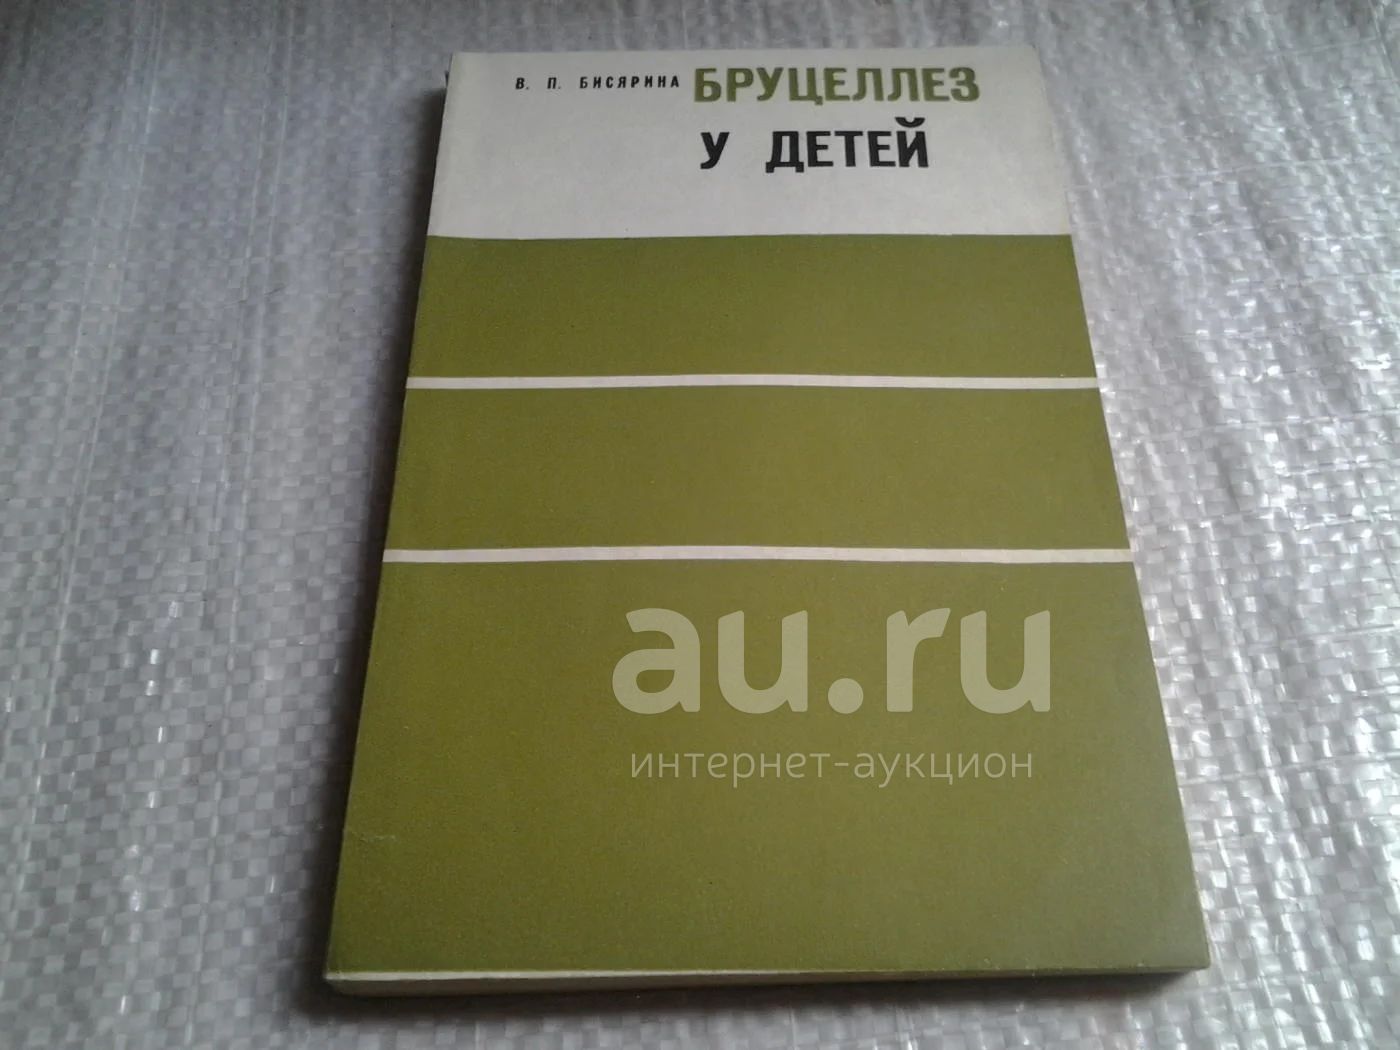 В. П. БИСЯРИНА БРУЦЕЛЛЕЗ
У ДЕТЕЙ
au.ru
интернет-аукцион